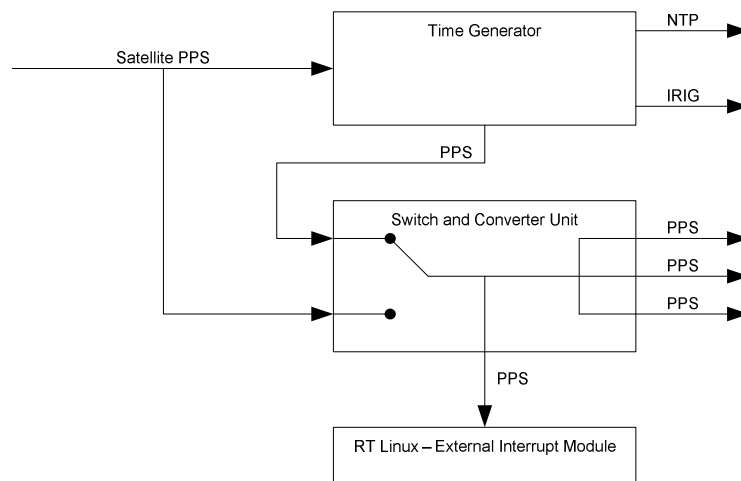 NTP
Time Generator
Satellite PPS
IRIG
PPS
Switch and Converter Unit
PPS
PPS
PPS
PPS
RT Linux – External Interrupt Module